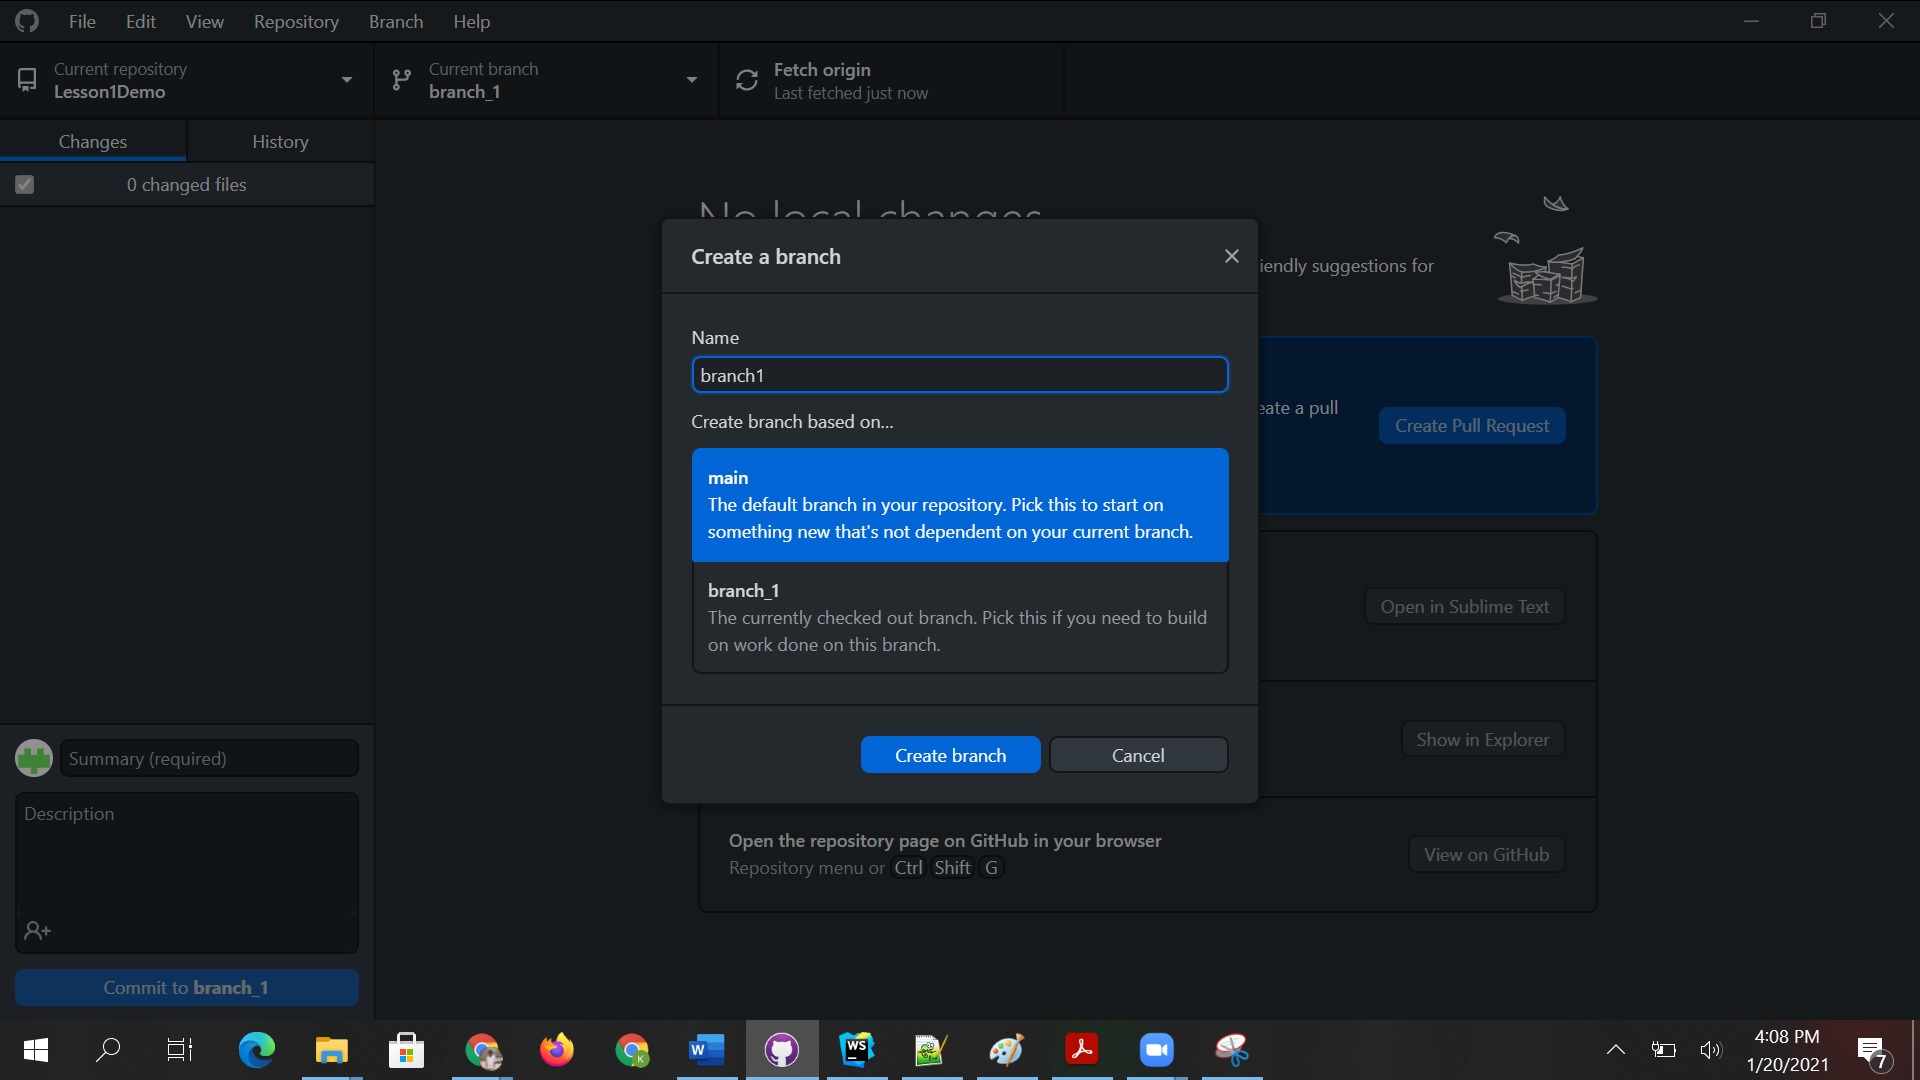 File Edit View Repository Branch Help
Current repository
Lesson1Demo
Current branch
branch_1
Fetch origin
Last fetched just now
Changes History
0 changed files
No local changes
iendly suggestions for
Create a branch
Name
branch1
Create branch based on...
main
The default branch in your repository. Pick this to start on
something new that's not dependent on your current branch.
branch_1
The currently checked out branch. Pick this if you need to build
on work done on this branch.
Create branch Cancel
eate a pull
Create Pull Request
Open in Sublime Text
Show in Explorer
Open the repository page on GitHub in your browser
Repository menu or Ctrl Shift G
View on GitHub
Summary (required)
Description
Commit to branch_1
W
WS
K
4:08 PM
1/20/2021
7